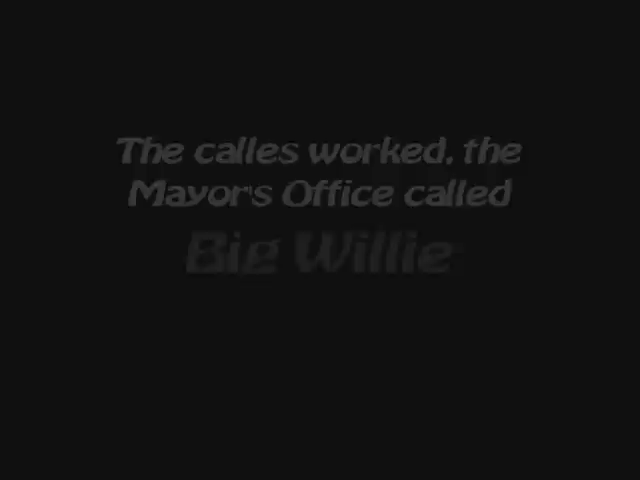 The calles worked, the
Mayor's Office called
Big Willie